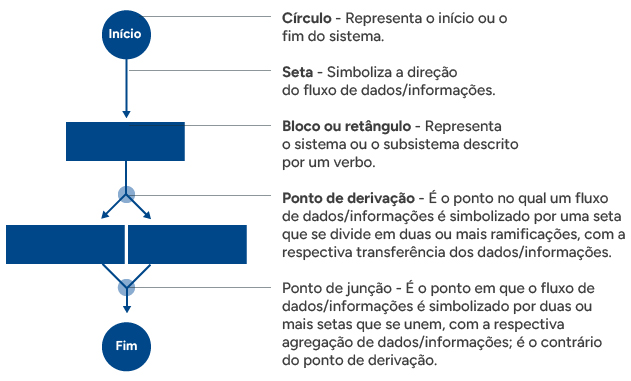 Início
Círculo - Representa o início ou o
fim do sistema.
Seta - Simboliza a direção
do fluxo de dados/informações.
Bloco ou retângulo - Representa
o sistema ou o subsistema descrito
por um verbo.
Ponto de derivação - É o ponto no qual um fluxo
de dados/informações é simbolizado por uma seta
que se divide em duas ou mais ramificações, com a
respectiva transferência dos dados/informações.
Ponto de junção - É o ponto em que o fluxo de
dados/informações é simbolizado por duas ou
mais setas que se unem, com a respectiva
agregação de dados/informações; é o contrário
do ponto de derivação.
Fim